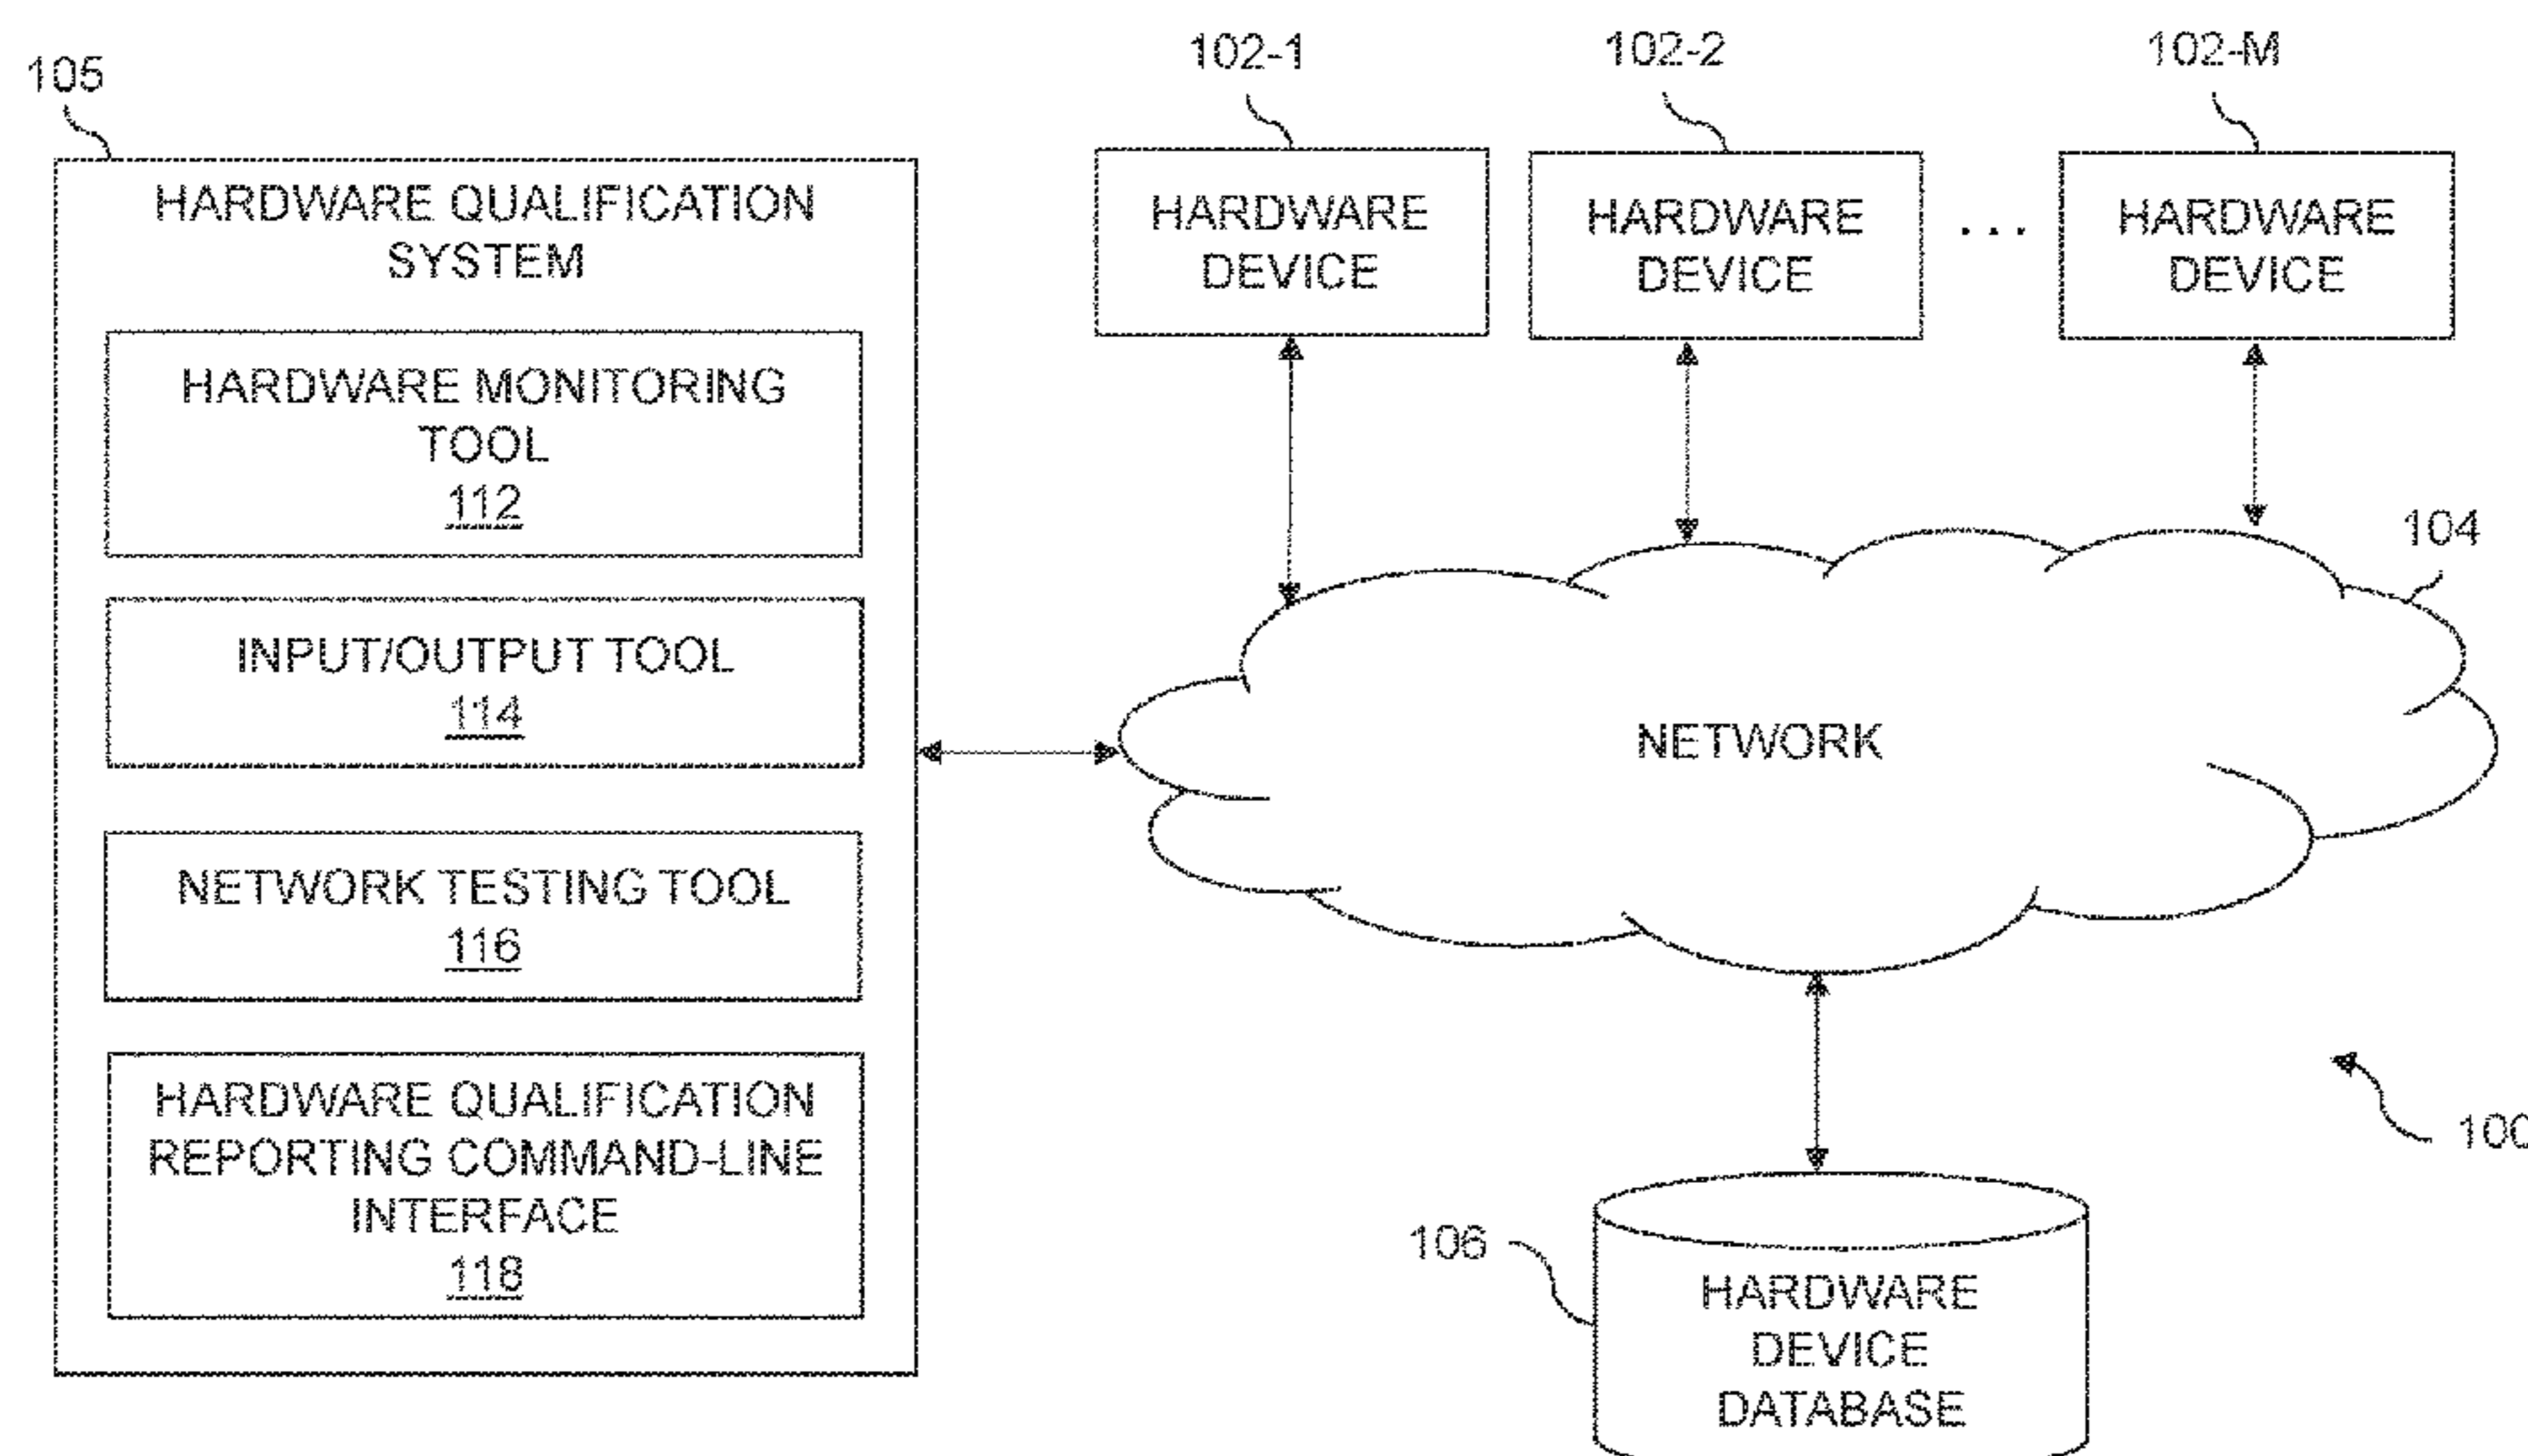 105
HARDWARE QUALIFICATION
SYSTEM
HARDWARE MONITORING
TOOL
112
INPUT/OUTPUT TOOL
114
NETWORK TESTING TOOL
116
HARDWARE QUALIFICATION
REPORTING COMMAND-LINE
INTERFACE
118
102-1
HARDWARE
DEVICE
102-2
HARDWARE
DEVICE
...
102-M
HARDWARE
DEVICE
104
NETWORK
100
106
HARDWARE
DEVICE
DATABASE